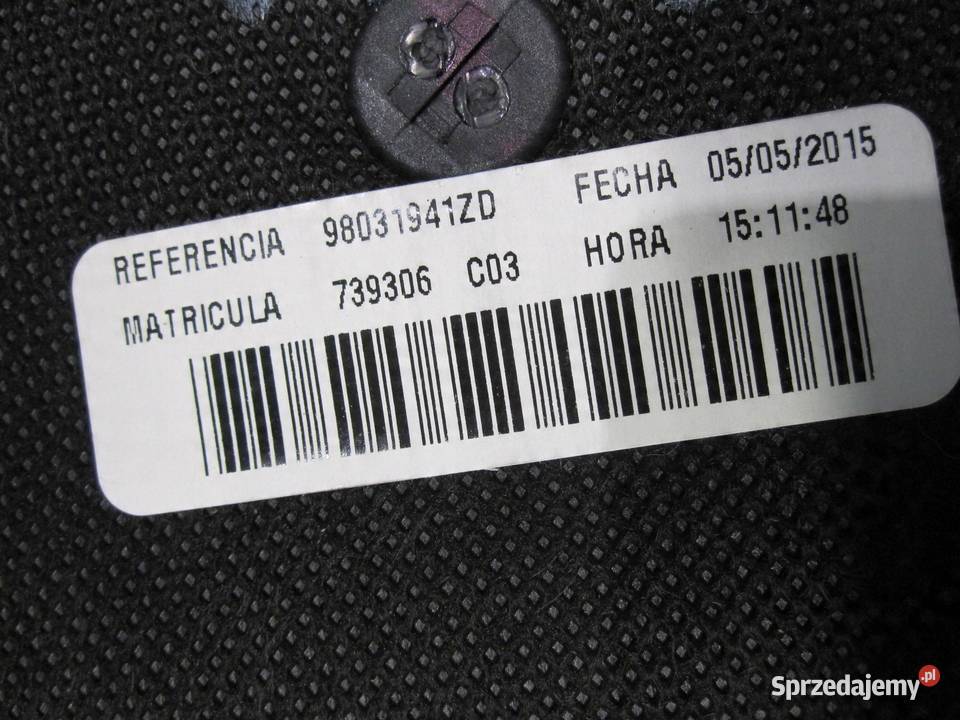 REFERENCIA 98031941ZD FECHA 05/05/2015
MATRICULA 739306 C03 HORA 15:11:48
Sprzedajemy.pl